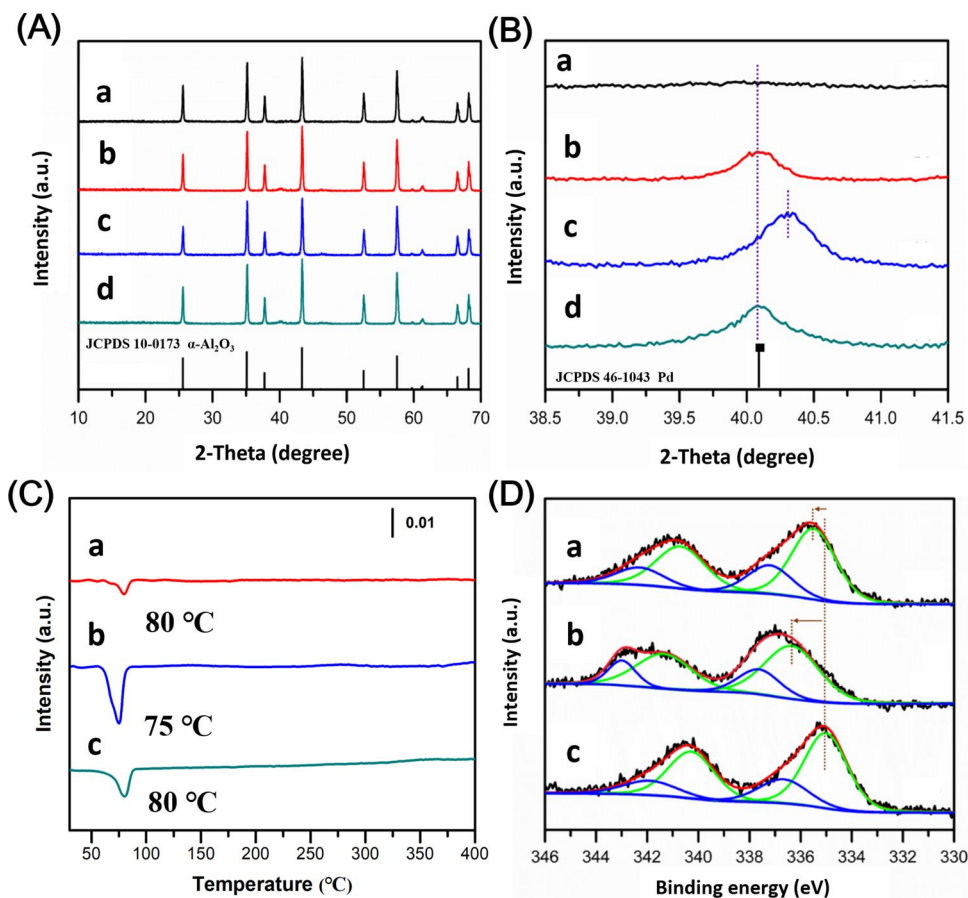 (A)
a
b
c
d
JCPDS 10-0173 α-Al₂O₃
Intensity (a.u.)
10 20 30 40 50 60 70
2-Theta (degree)
(B)
a
b
c
d
JCPDS 46-1043 Pd
Intensity (a.u.)
38.5 39.0 39.5 40.0 40.5 41.0 41.5
2-Theta (degree)
(C)
0.01
a
80 °C
b
75 °C
c
80 °C
Intensity (a.u.)
50 100 150 200 250 300 350 400
Temperature (°C)
(D)
a
b
c
Intensity (a.u.)
346 344 342 340 338 336 334 332 330
Binding energy (eV)